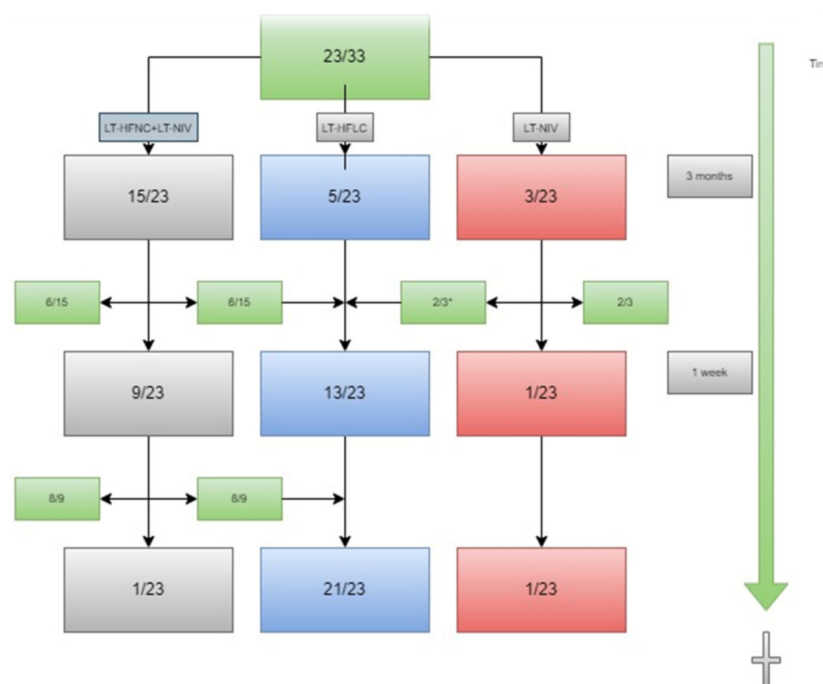 23/33
Tin
LT-HFNC+LT-NIV
LT-HFLC
LT-NIV
15/23
5/23
3/23
3 months
6/15
6/15
2/3*
2/3
9/23
13/23
1/23
1 week
8/9
8/9
1/23
21/23
1/23